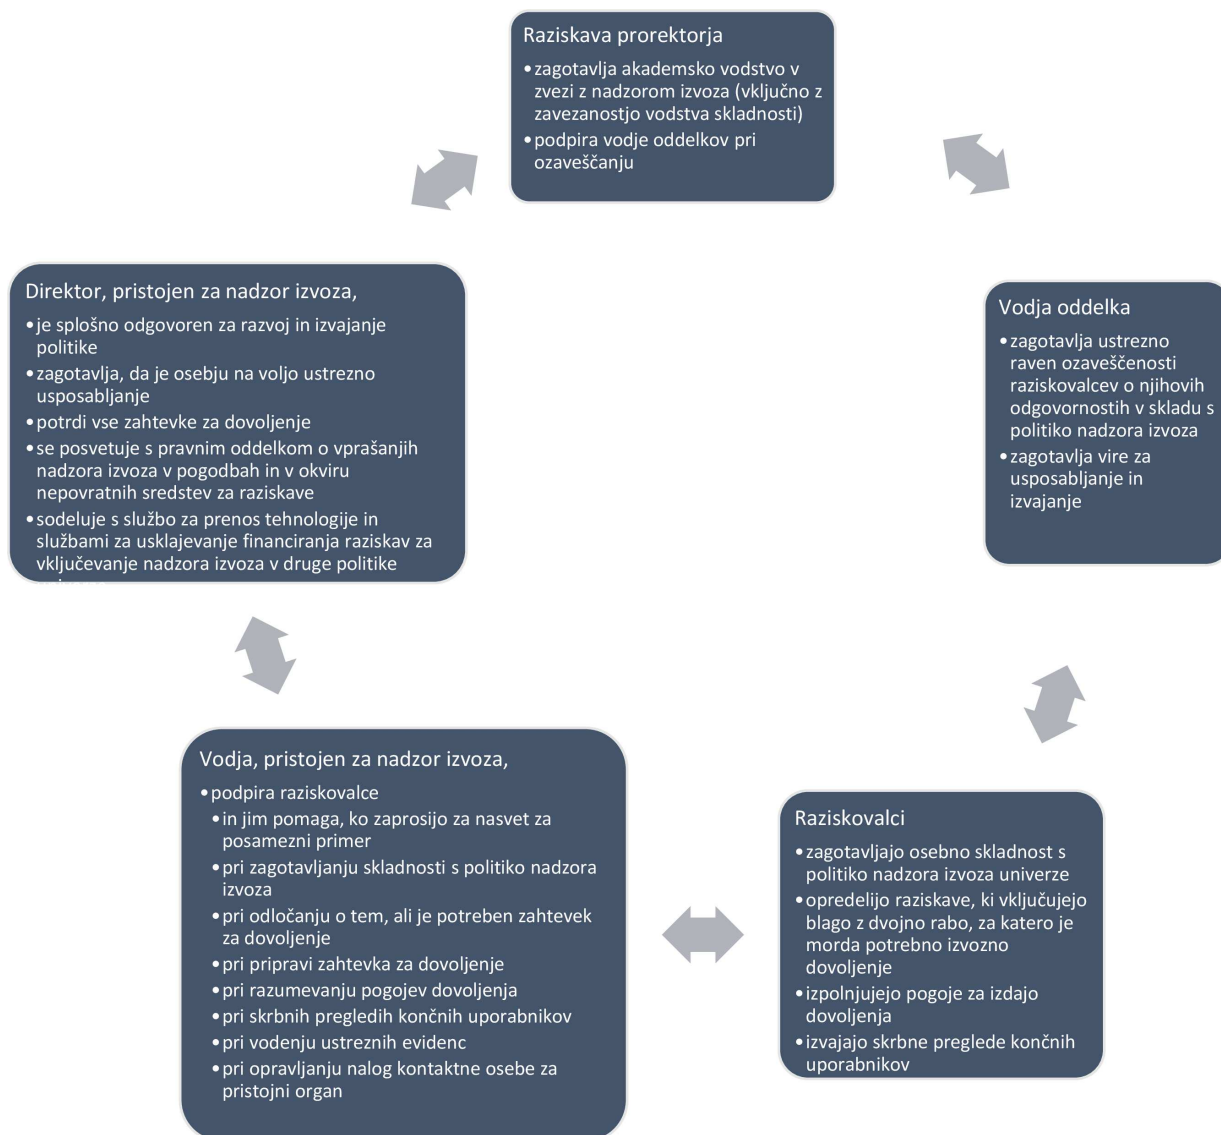 Raziskava prorektorja
•zagotavlja akademsko vodstvo v
zvezi z nadzorom izvoza (vključno z
zavezanostjo vodstva skladnosti)
•podpira vodje oddelkov pri
ozaveščanju
Direktor, pristojen za nadzor izvoza,
•je splošno odgovoren za razvoj in izvajanje
politike
•zagotavlja, da je osebju na voljo ustrezno
usposabljanje
•potrdi vse zahtevke za dovoljenje
•se posvetuje s pravnim oddelkom o vprašanjih
nadzora izvoza v pogodbah in v okviru
nepovratnih sredstev za raziskave
•sodeluje s službo za prenos tehnologije in
službami za usklajevanje financiranja raziskav za
vključevanje nadzora izvoza v druge politike
Vodja oddelka
•zagotavlja ustrezno
raven ozaveščenosti
raziskovalcev o njihovih
odgovornostih v skladu s
politiko nadzora izvoza
•zagotavlja vire za
usposabljanje in
izvajanje
Vodja, pristojen za nadzor izvoza,
•podpira raziskovalce
•in jim pomaga, ko zaprosijo za nasvet za
posamezni primer
•pri zagotavljanju skladnosti s politiko nadzora
izvoza
•pri odločanju o tem, ali je potreben zahtevek
za dovoljenje
•pri pripravi zahtevka za dovoljenje
•pri razumevanju pogojev dovoljenja
•pri skrbnih pregledih končnih uporabnikov
•pri vodenju ustreznih evidenc
•pri opravljanju nalog kontaktne osebe za
pristojni organ
Raziskovalci
•zagotavljajo osebno skladnost s
politiko nadzora izvoza univerze
•opredelijo raziskave, ki vključujejo
blago z dvojno rabo, za katero je
morda potrebno izvozno
dovoljenje
•izpolnjujejo pogoje za izdajo
dovoljenja
•izvajajo skrbne preglede končnih
uporabnikov